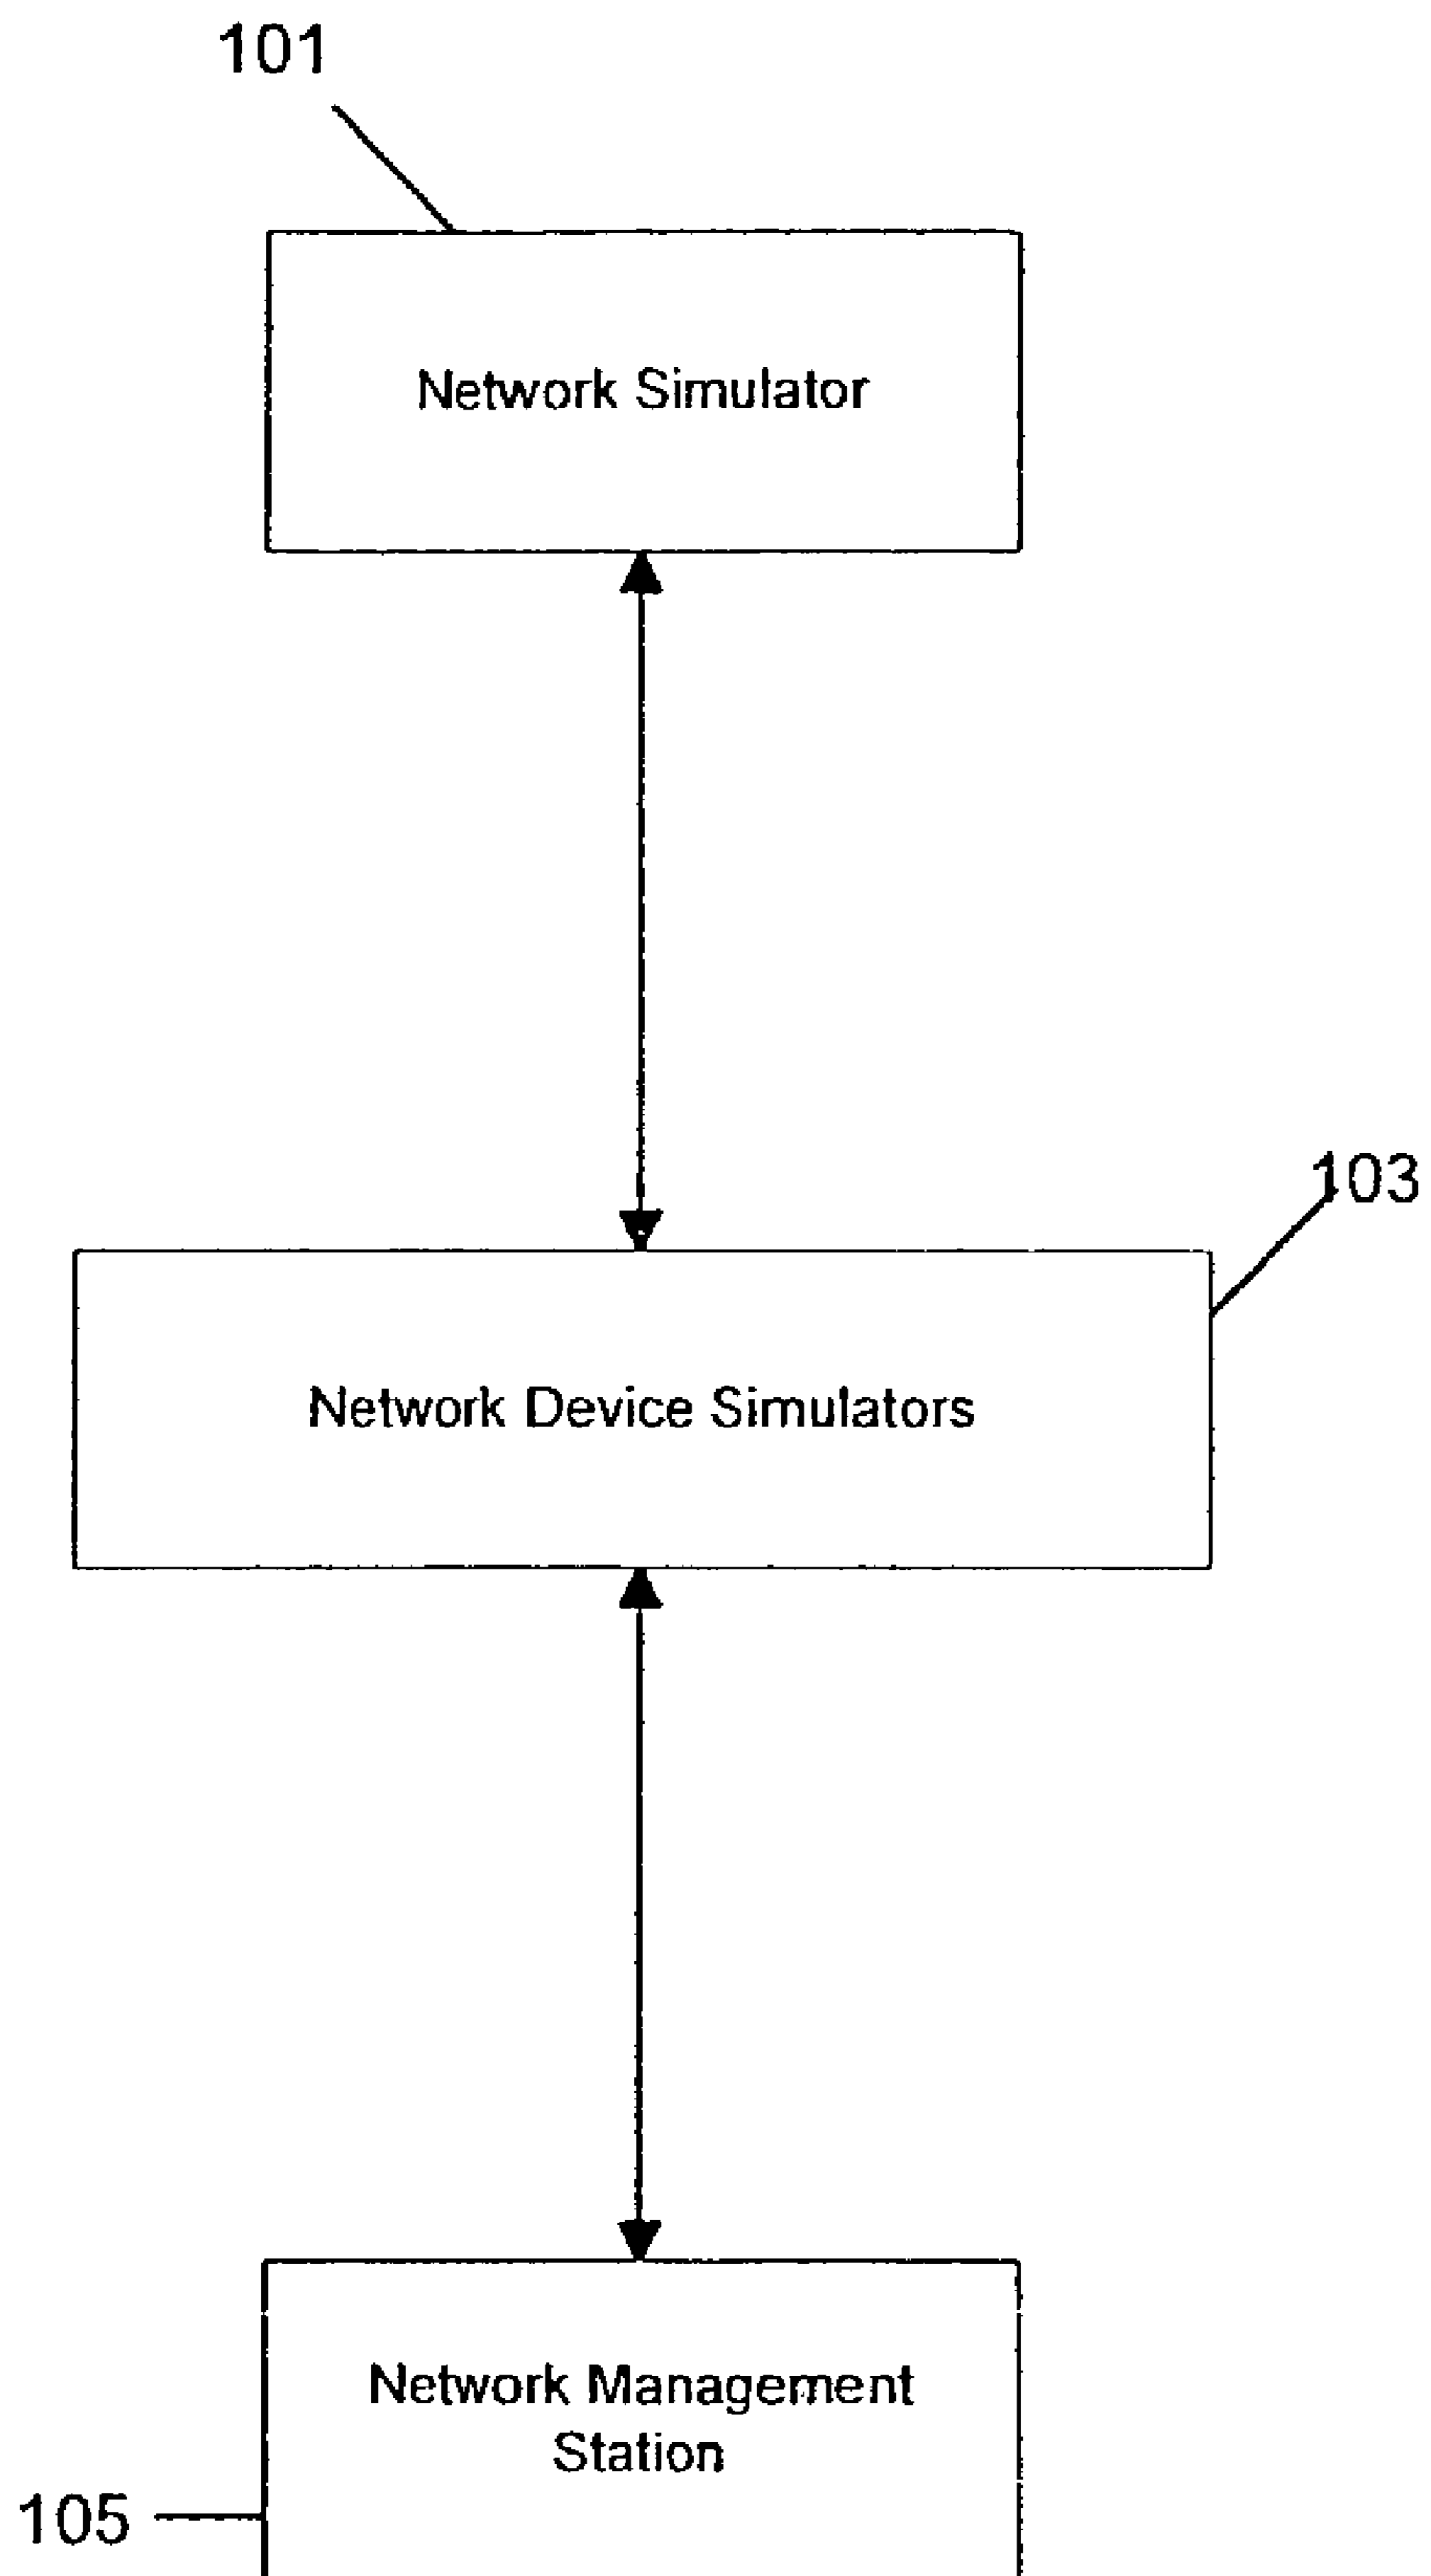 101
Network Simulator
103
Network Device Simulators
Network Management
Station
105